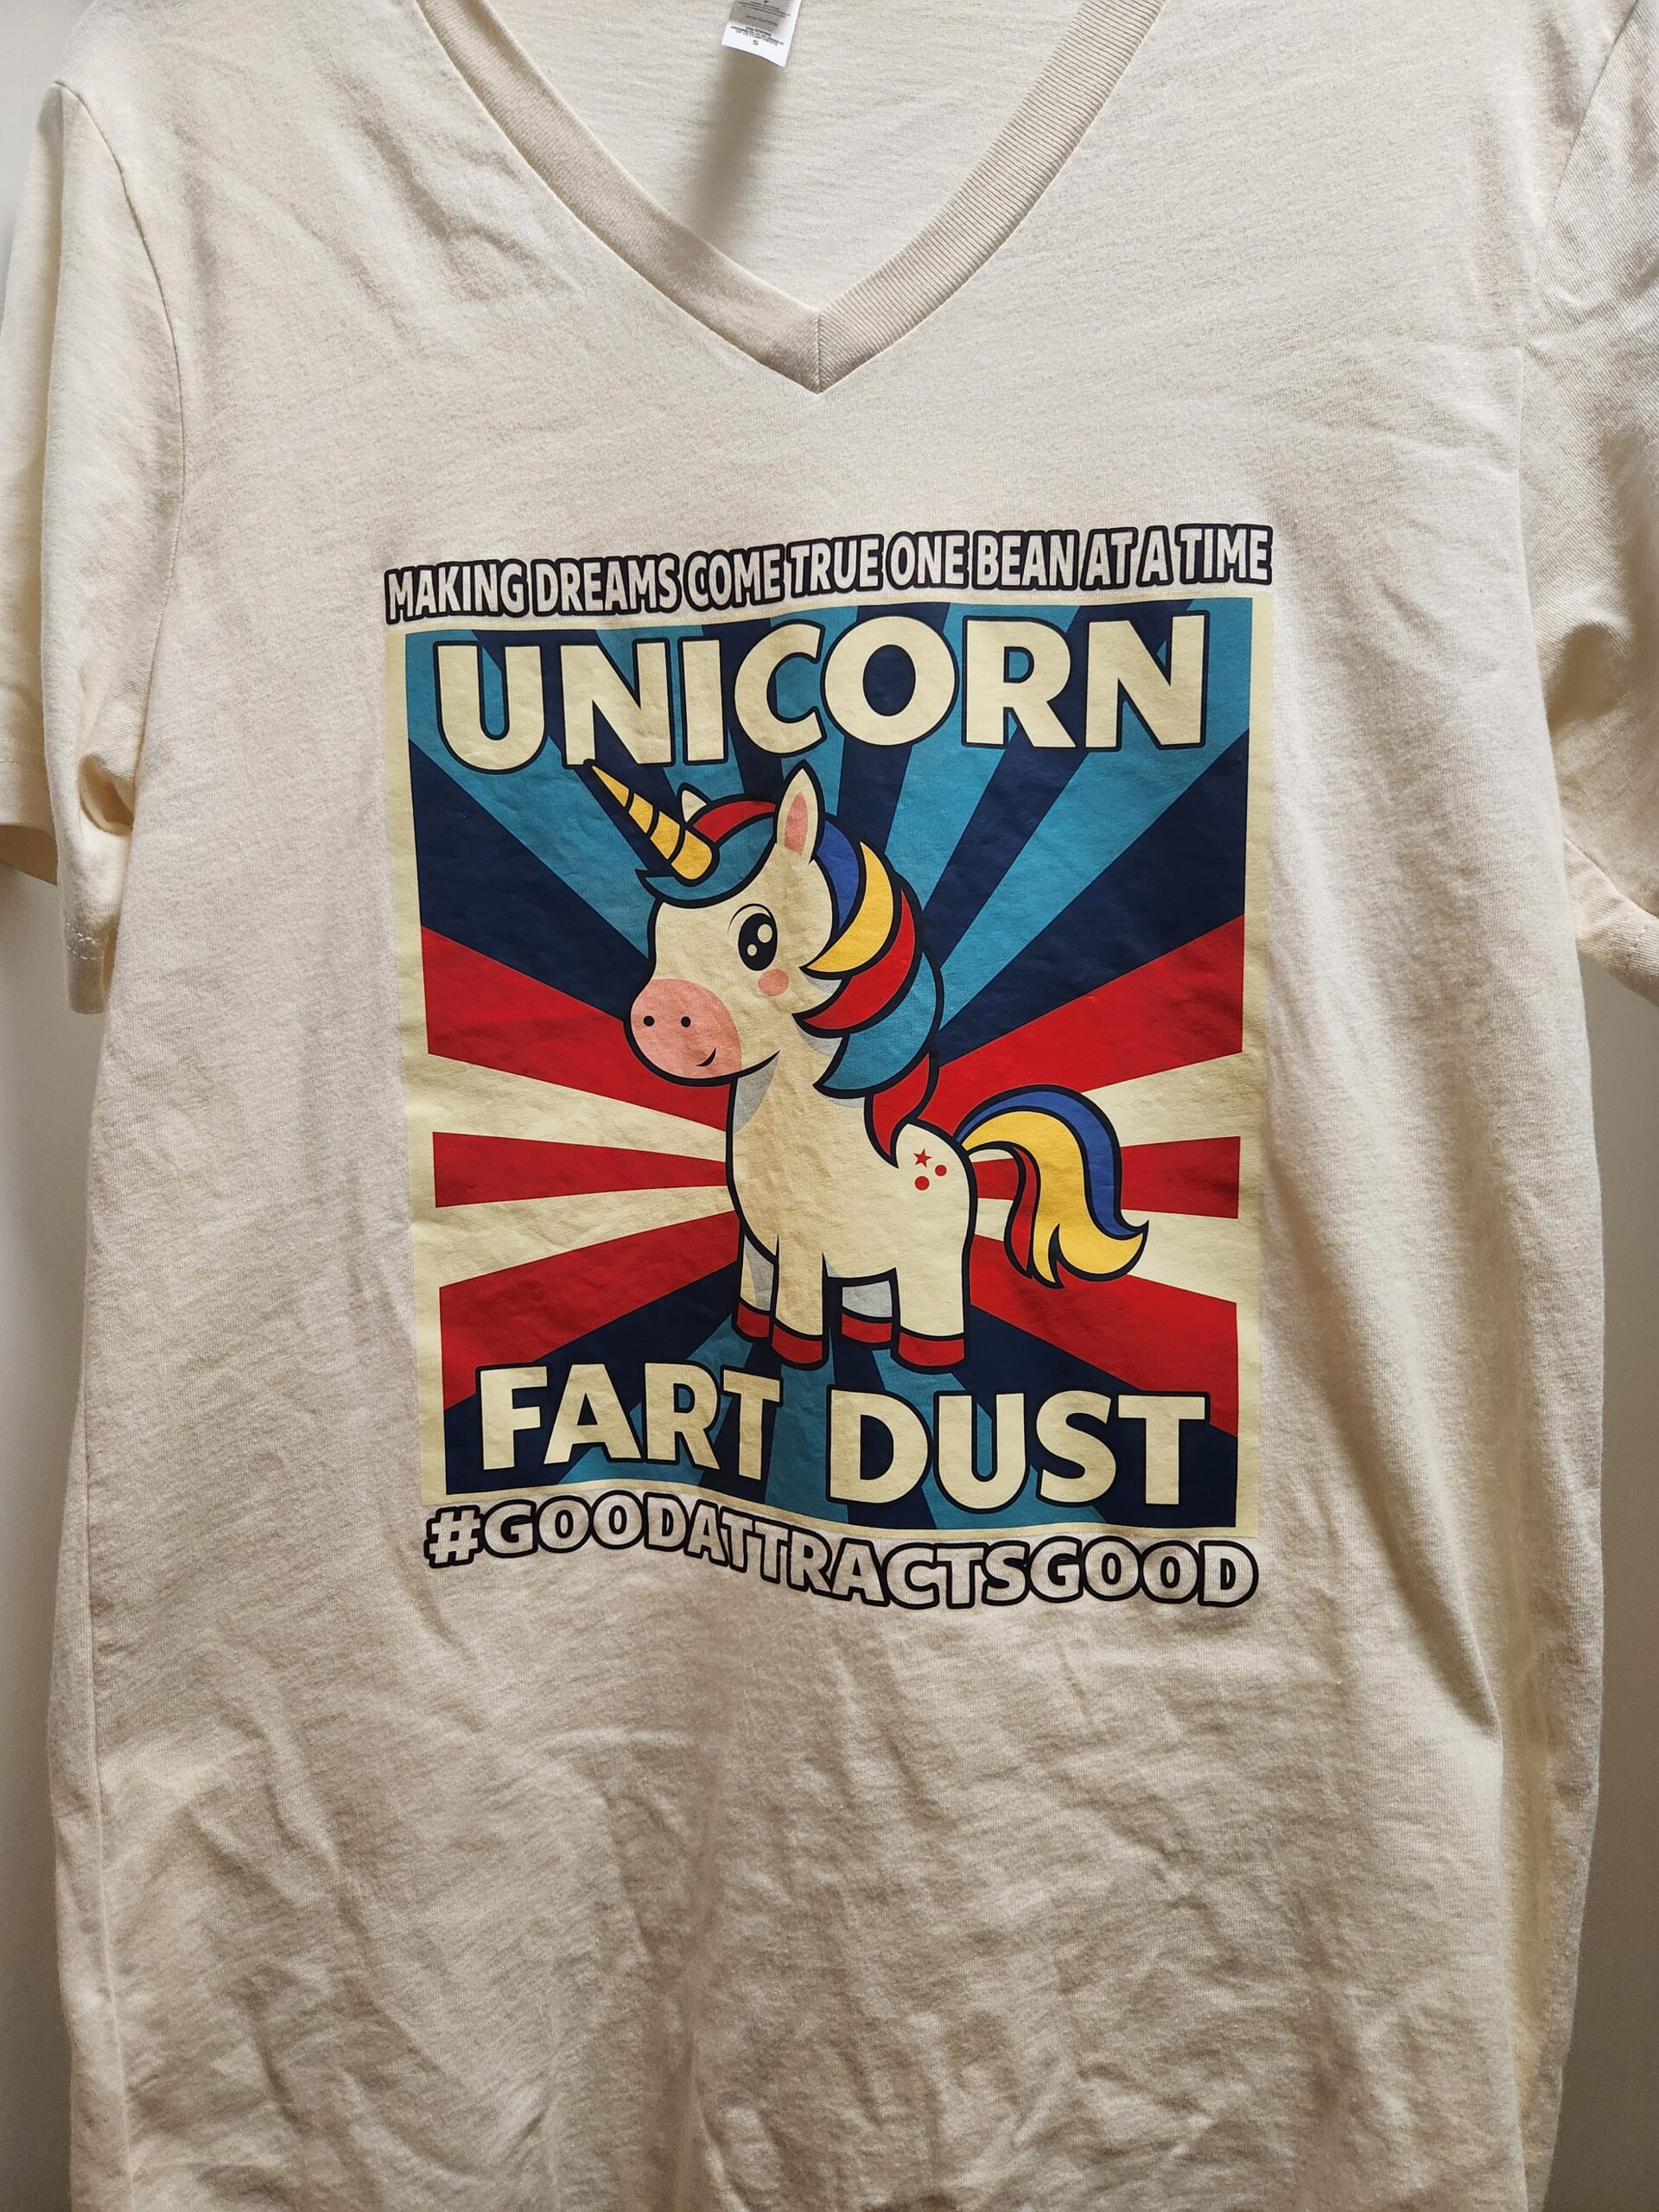 MAKING DREAMS COME TRUE ONE BEAN AT A TIME
UNICORN
FART DUST
#GOODATTRACTSGOOD